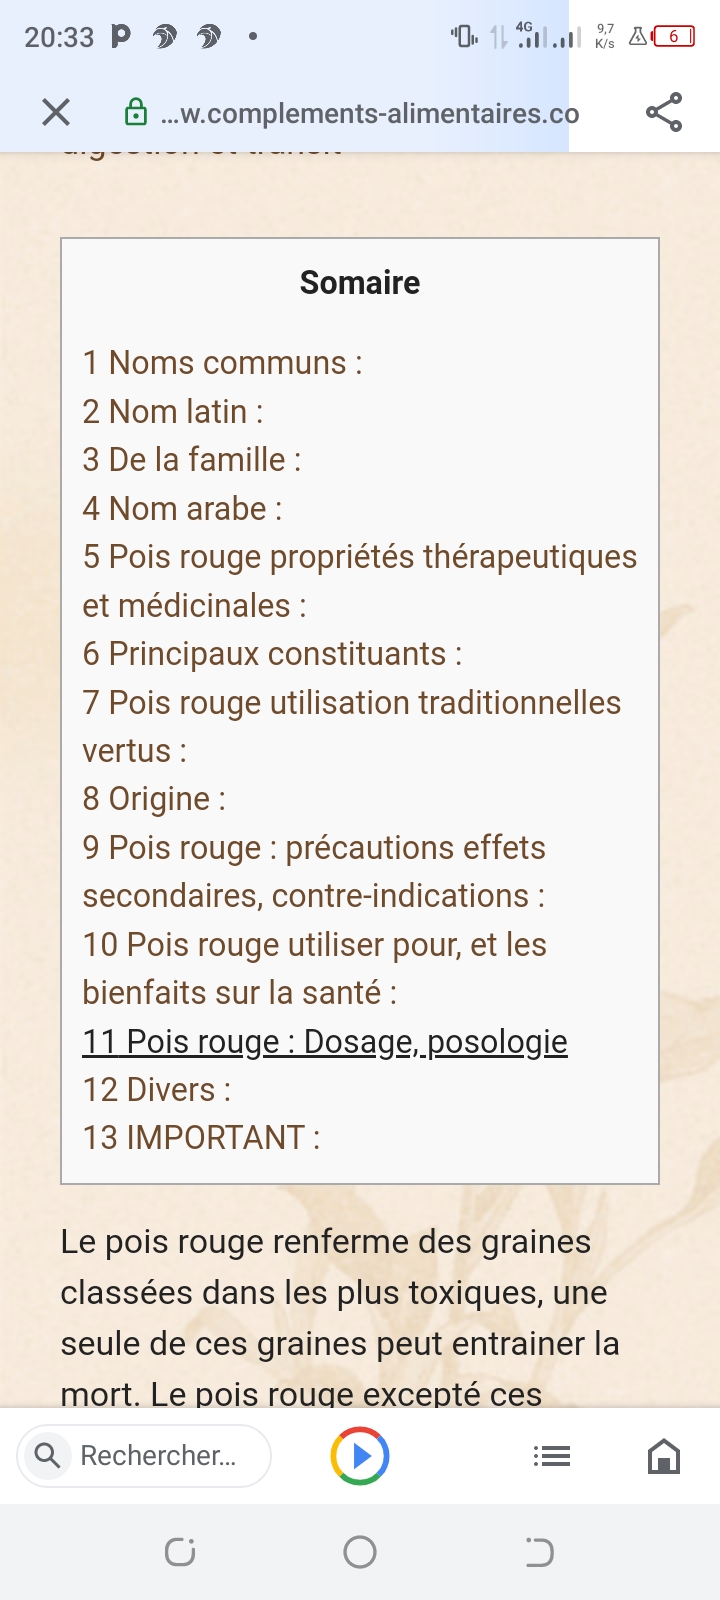 20:33
4G
9,7
K/s
6
...w.complements-alimentaires.co
digestion et transit
Somaire
1 Noms communs :
2 Nom latin :
3 De la famille :
4 Nom arabe :
5 Pois rouge propriétés thérapeutiques
et médicinales :
6 Principaux constituants :
7 Pois rouge utilisation traditionnelles
vertus :
8 Origine :
9 Pois rouge : précautions effets
secondaires, contre-indications :
10 Pois rouge utiliser pour, et les
bienfaits sur la santé :
11 Pois rouge : Dosage, posologie
12 Divers :
13 IMPORTANT :
Le pois rouge renferme des graines
classées dans les plus toxiques, une
seule de ces graines peut entrainer la
mort. Le pois rouge excepté ces
Rechercher...